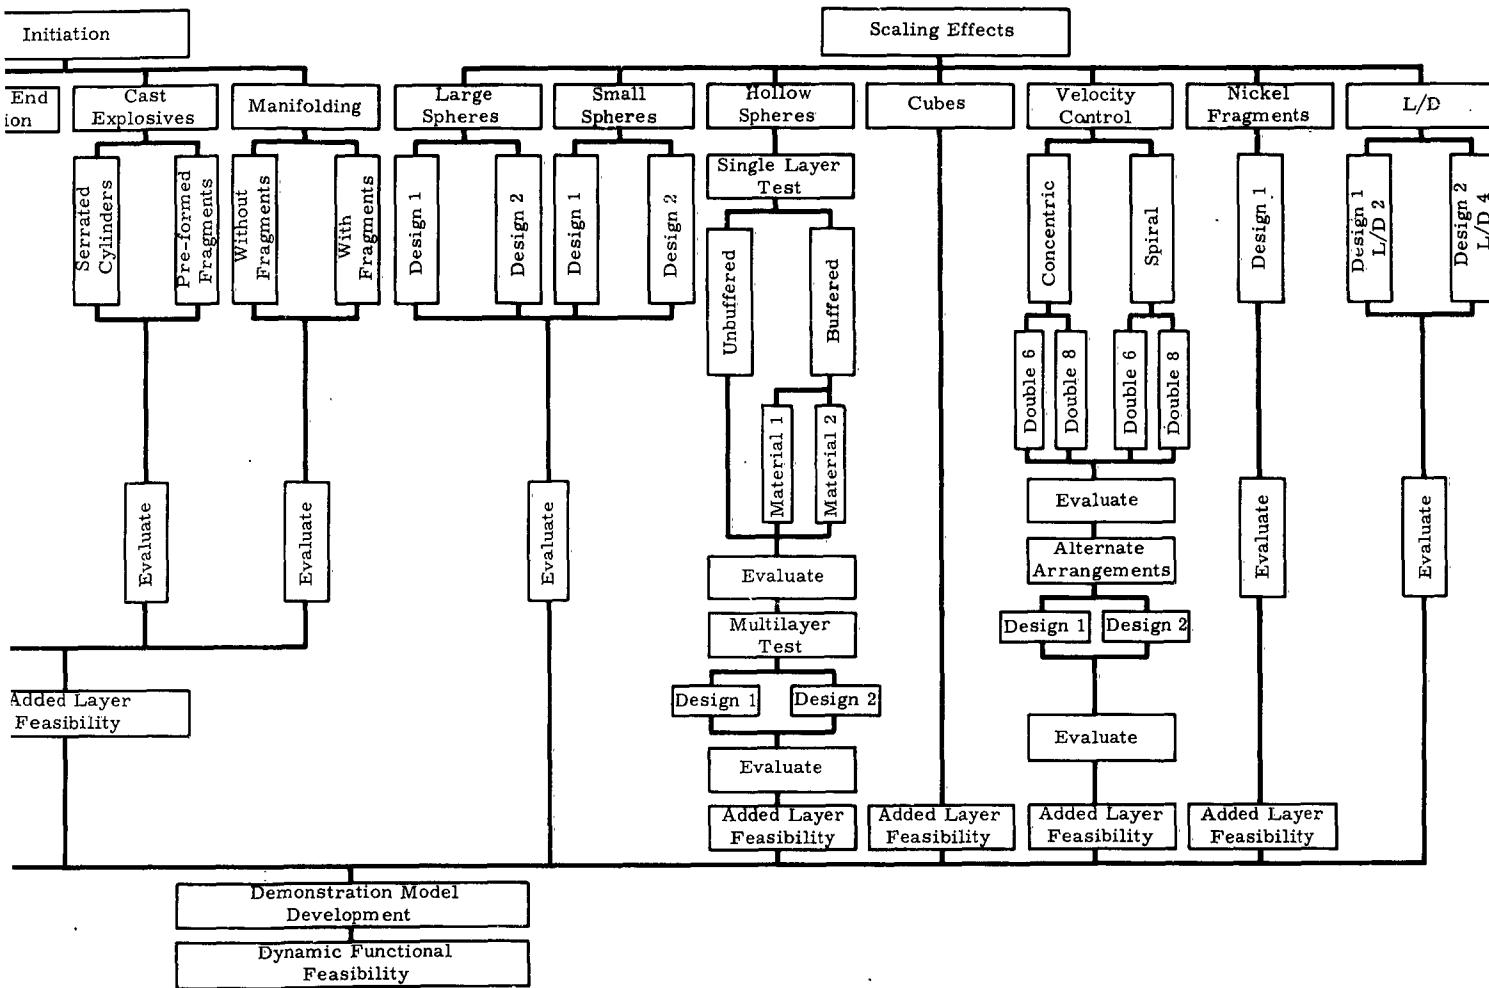 Initiation
Scaling Effects
End
ion
Cast
Explosives
Manifolding
Large
Spheres
Small
Spheres
Hollow
Spheres
Cubes
Velocity
Control
Nickel
Fragments
L/D
Serrated
Cylinders
Pre-formed
Fragments
Without
Fragments
With
Fragments
Design 1
Design 2
Design 1
Design 2
Single Layer
Test
Unbuffered
Buffered
Material 1
Material 2
Concentric
Spiral
Double 6
Double 8
Double 6
Double 8
Design 1
Design 1
L/D 2
Design 2
L/D 4
Evaluate
Evaluate
Evaluate
Evaluate
Multilayer
Test
Design 1
Design 2
Evaluate
Evaluate
Alternate
Arrangements
Design 1
Design 2
Evaluate
Evaluate
Evaluate
Added Layer
Feasibility
Added Layer
Feasibility
Added Layer
Feasibility
Added Layer
Feasibility
Added Layer
Feasibility
Demonstration Model
Development
Dynamic Functional
Feasibility